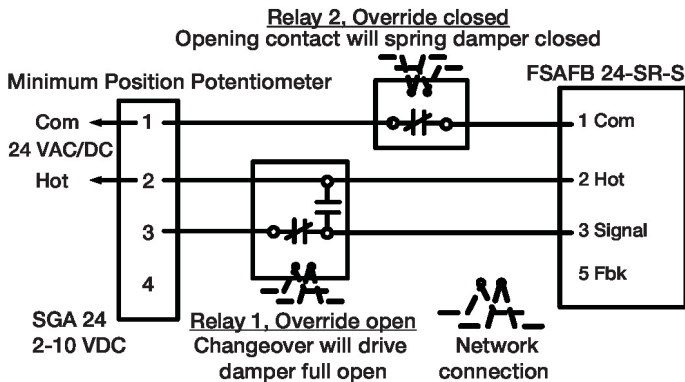 Relay 2, Override closed
Opening contact will spring damper closed
Minimum Position Potentiometer
FSAFB 24-SR-S
Com
1
1 Com
24 VAC/DC
Hot
2
2 Hot
3
3 Signal
4
5 Fbk
SGA 24
2-10 VDC
Relay 1, Override open
Changeover will drive
damper full open
Network
connection